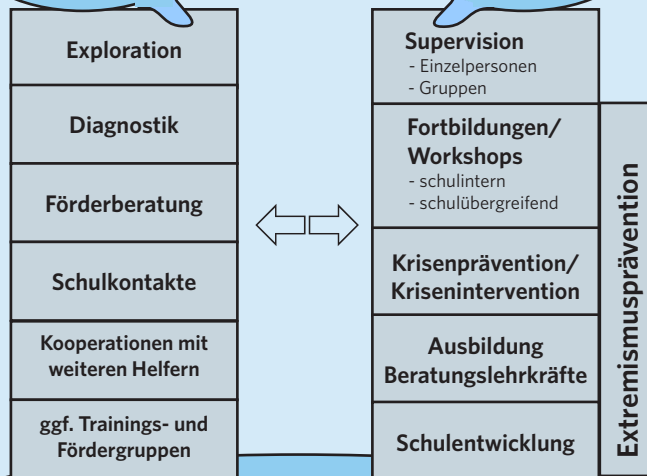 Exploration
Diagnostik
Förderberatung
Schulkontakte
Kooperationen mit
weiteren Helfern
ggf. Trainings- und
Fördergruppen
Supervision
- Einzelpersonen
- Gruppen
Fortbildungen/
Workshops
- schulintern
- schulübergreifend
Krisenprävention/
Krisenintervention
Ausbildung
Beratungslehrkräfte
Schulentwicklung
Extremismusprävention